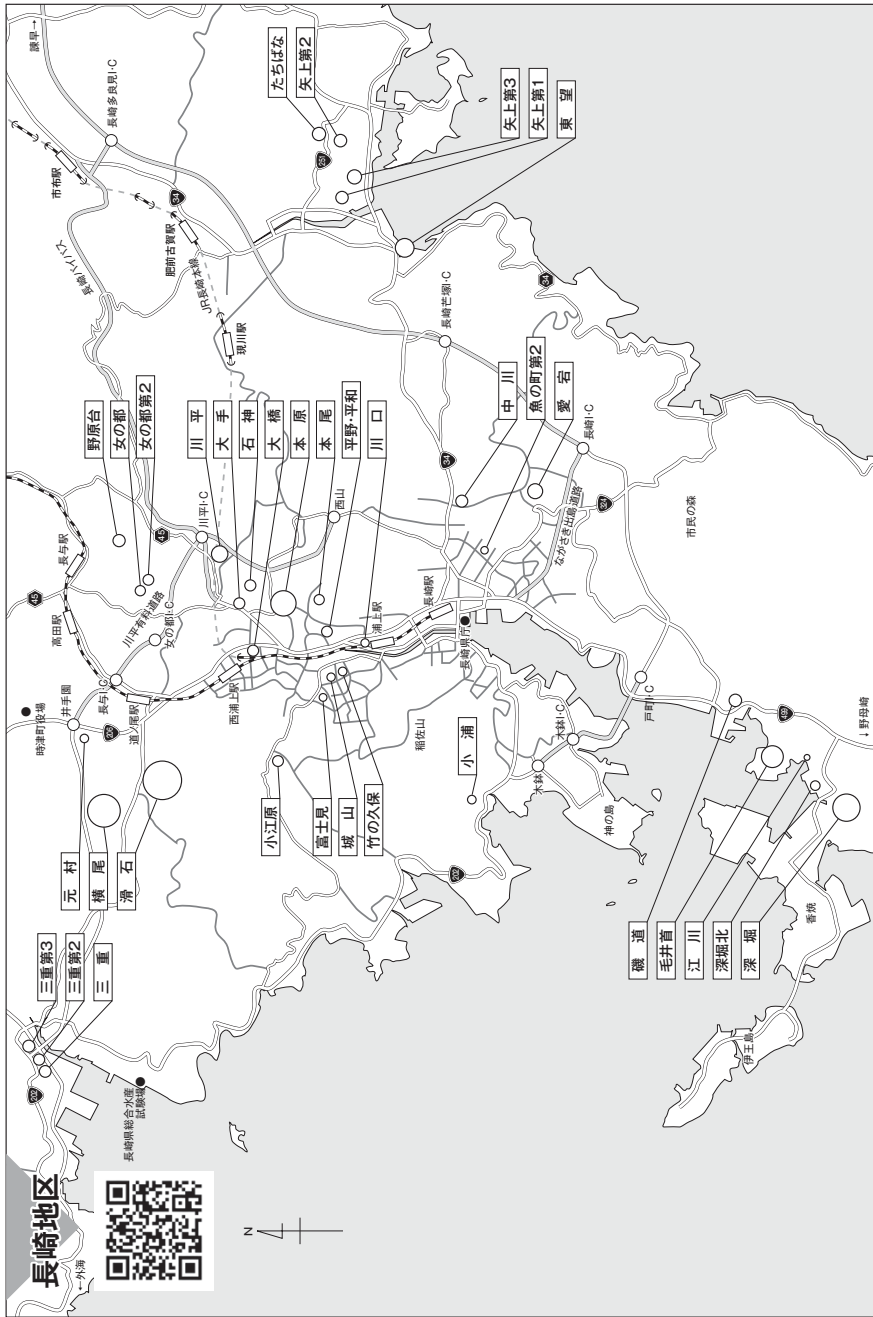 長崎地区
←外海
N
202
三重第3
三重第2
三重
長崎県総合水産
試験場
元村
横尾
滑石
時津町役場
井手園
206
長与I・C
道ノ尾駅
高田駅
45
長与駅
川平有料道路
女の都I・C
西浦上駅
野原台
女の都
女の都第2
45
川平I・C
川平
大手
石神
大橋
本原
本尾
平野・平和
川口
西山
浦上駅
長崎駅
長崎県庁
小江原
富士見
城山
竹の久保
稲佐山
小浦
202
木鉢
木鉢I・C
神の島
戸町I・C
諫早→
長崎多良見I・C
市布駅
34
長崎バイパス
肥前古賀駅
JR長崎本線
現川駅
たちばな
矢上第2
251
矢上第3
矢上第1
東望
長崎芒塚I・C
34
34
中川
魚の町第2
愛宕
長崎I・C
ながさき出島道路
324
市民の森
499
↓野母崎
磯道
毛井首
江川
深堀北
深堀
香焼
伊王島